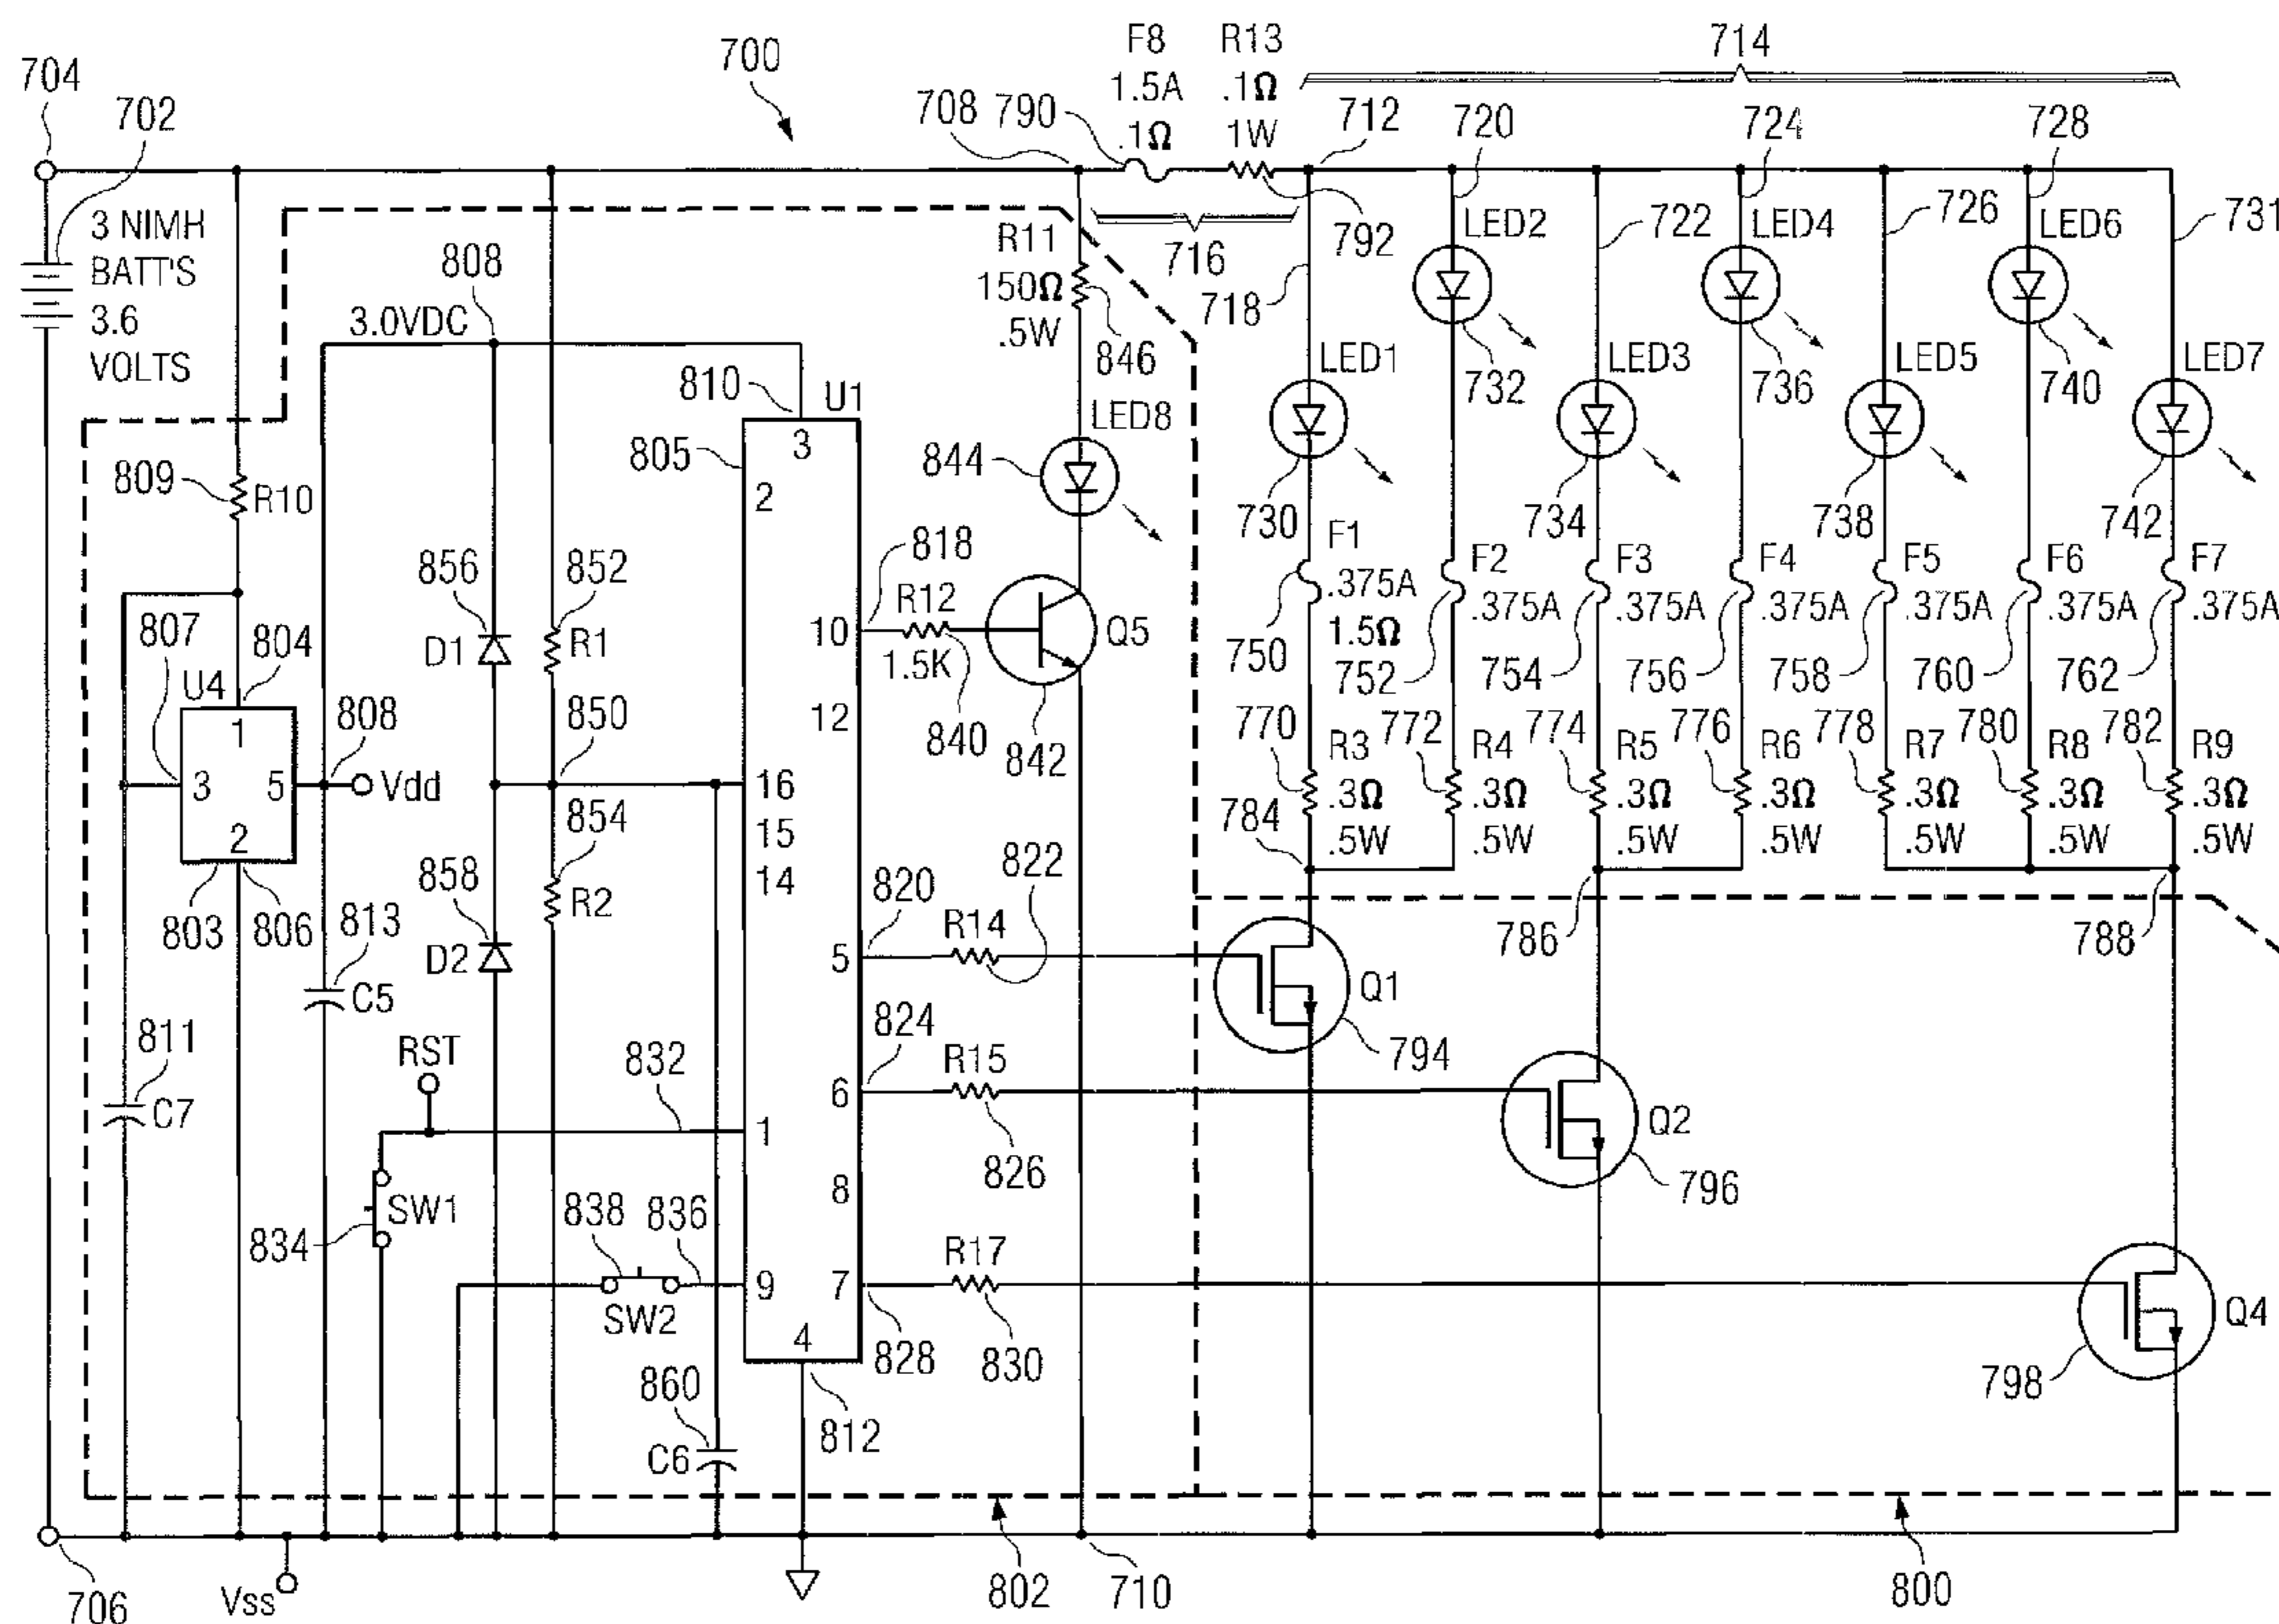 700
F8
1.5A
.1Ω
R13
.1Ω
1W
714
704
702
708
790
712
720
724
728
3 NIMH
BATT'S
3.6
VOLTS
808
3.0VDC
R11
150Ω
.5W
846
716
718
792
LED2
722
LED4
726
LED6
731
732
736
740
LED1
LED3
LED5
LED7
730
734
738
742
810
U1
3
805
2
LED8
844
809
R10
856
852
818
R12
10
1.5K
840
Q5
842
12
F1
.375A
1.5Ω
750
F2
.375A
752
F3
.375A
754
F4
.375A
756
F5
.375A
758
F6
.375A
760
F7
.375A
762
807
804
U4
1
3
5
2
808
Vdd
D1
R1
850
803
806
813
C5
858
854
D2
R2
16
15
14
770
R3
.3Ω
.5W
772
R4
.3Ω
.5W
774
R5
.3Ω
.5W
776
R6
.3Ω
.5W
778
R7
.3Ω
.5W
780
R8
.3Ω
.5W
782
R9
.3Ω
.5W
784
786
788
820
R14
822
5
Q1
794
811
C7
RST
832
1
824
R15
6
826
Q2
796
8
SW1
834
838
836
SW2
9
7
R17
828
830
Q4
798
4
860
C6
812
706
Vss
802
710
800